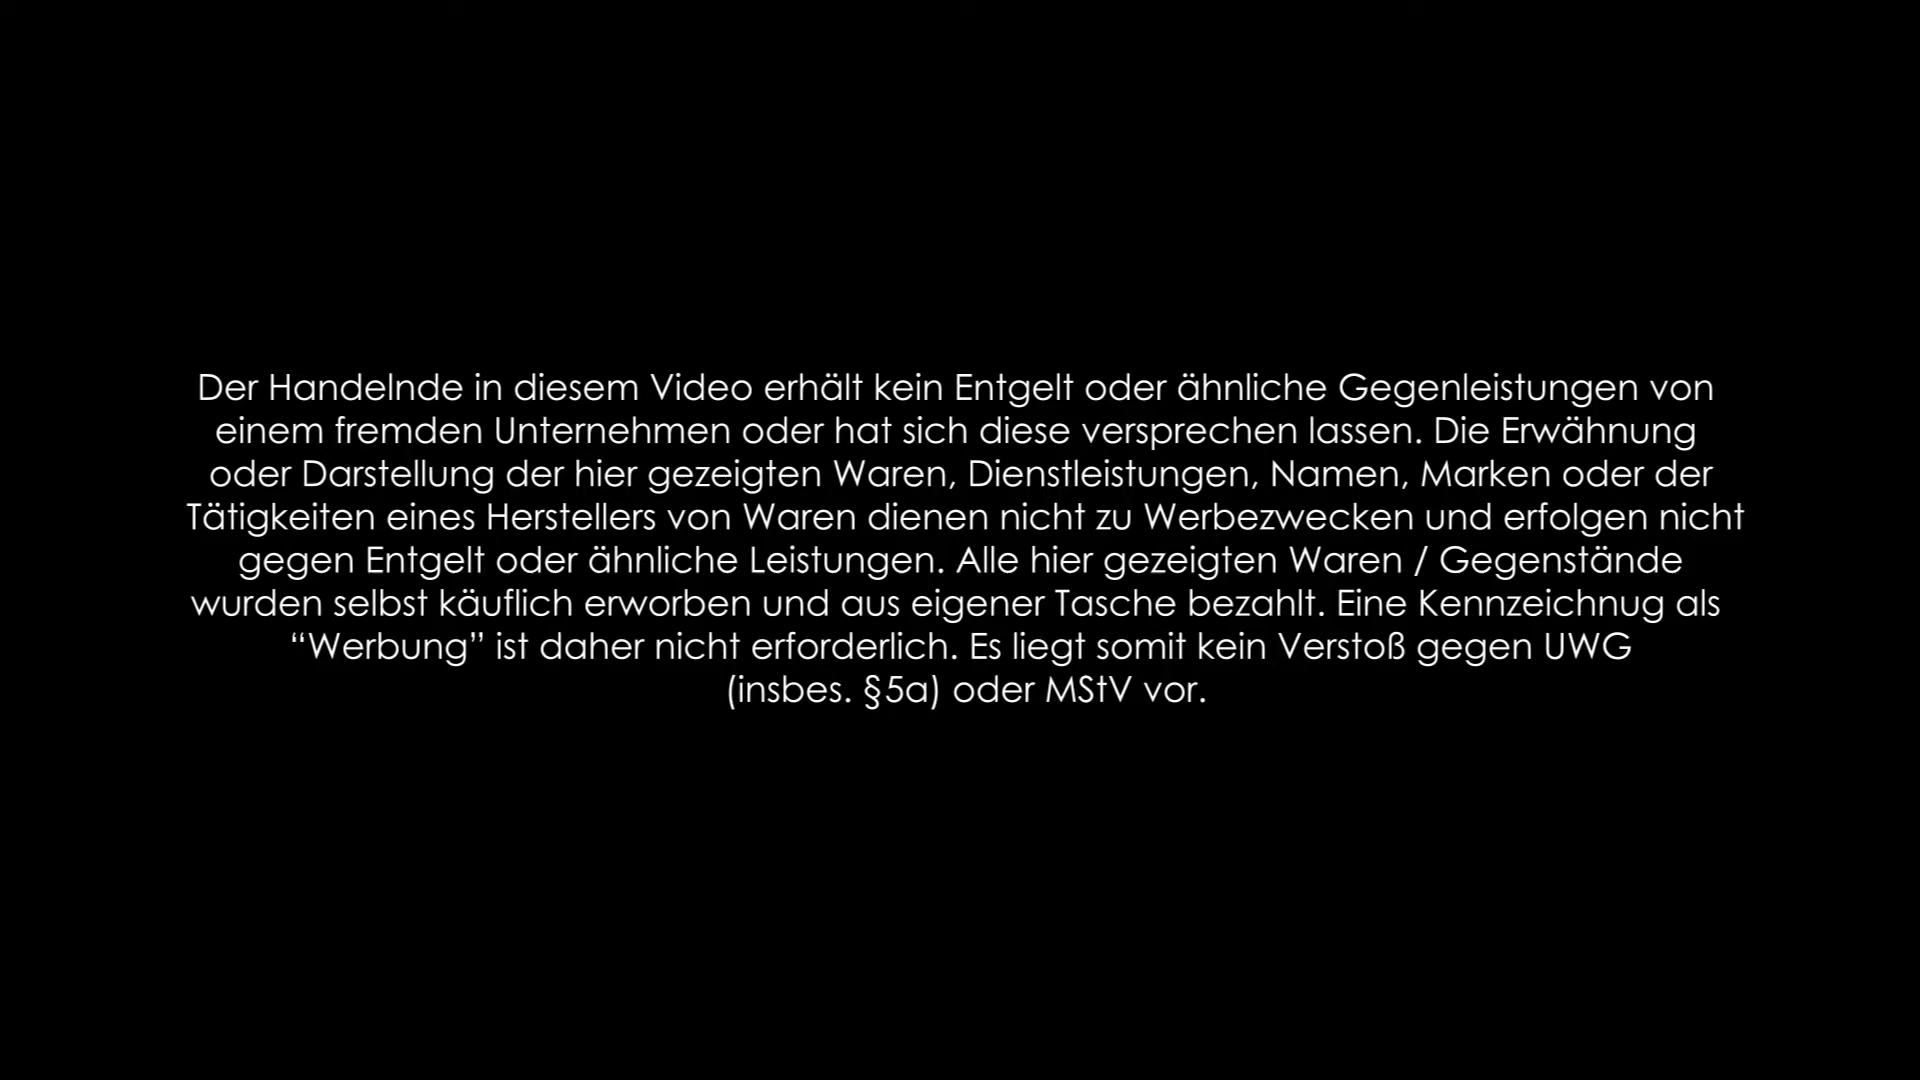 Der Handelnde in diesem Video erhält kein Entgelt oder ähnliche Gegenleistungen von
einem fremden Unternehmen oder hat sich diese versprechen lassen. Die Erwähnung
oder Darstellung der hier gezeigten Waren, Dienstleistungen, Namen, Marken oder der
Tätigkeiten eines Herstellers von Waren dienen nicht zu Werbezwecken und erfolgen nicht
gegen Entgelt oder ähnliche Leistungen. Alle hier gezeigten Waren / Gegenstände
wurden selbst käuflich erworben und aus eigener Tasche bezahlt. Eine Kennzeichnug als
“Werbung” ist daher nicht erforderlich. Es liegt somit kein Verstoß gegen UWG
(insbes. §5a) oder MStV vor.